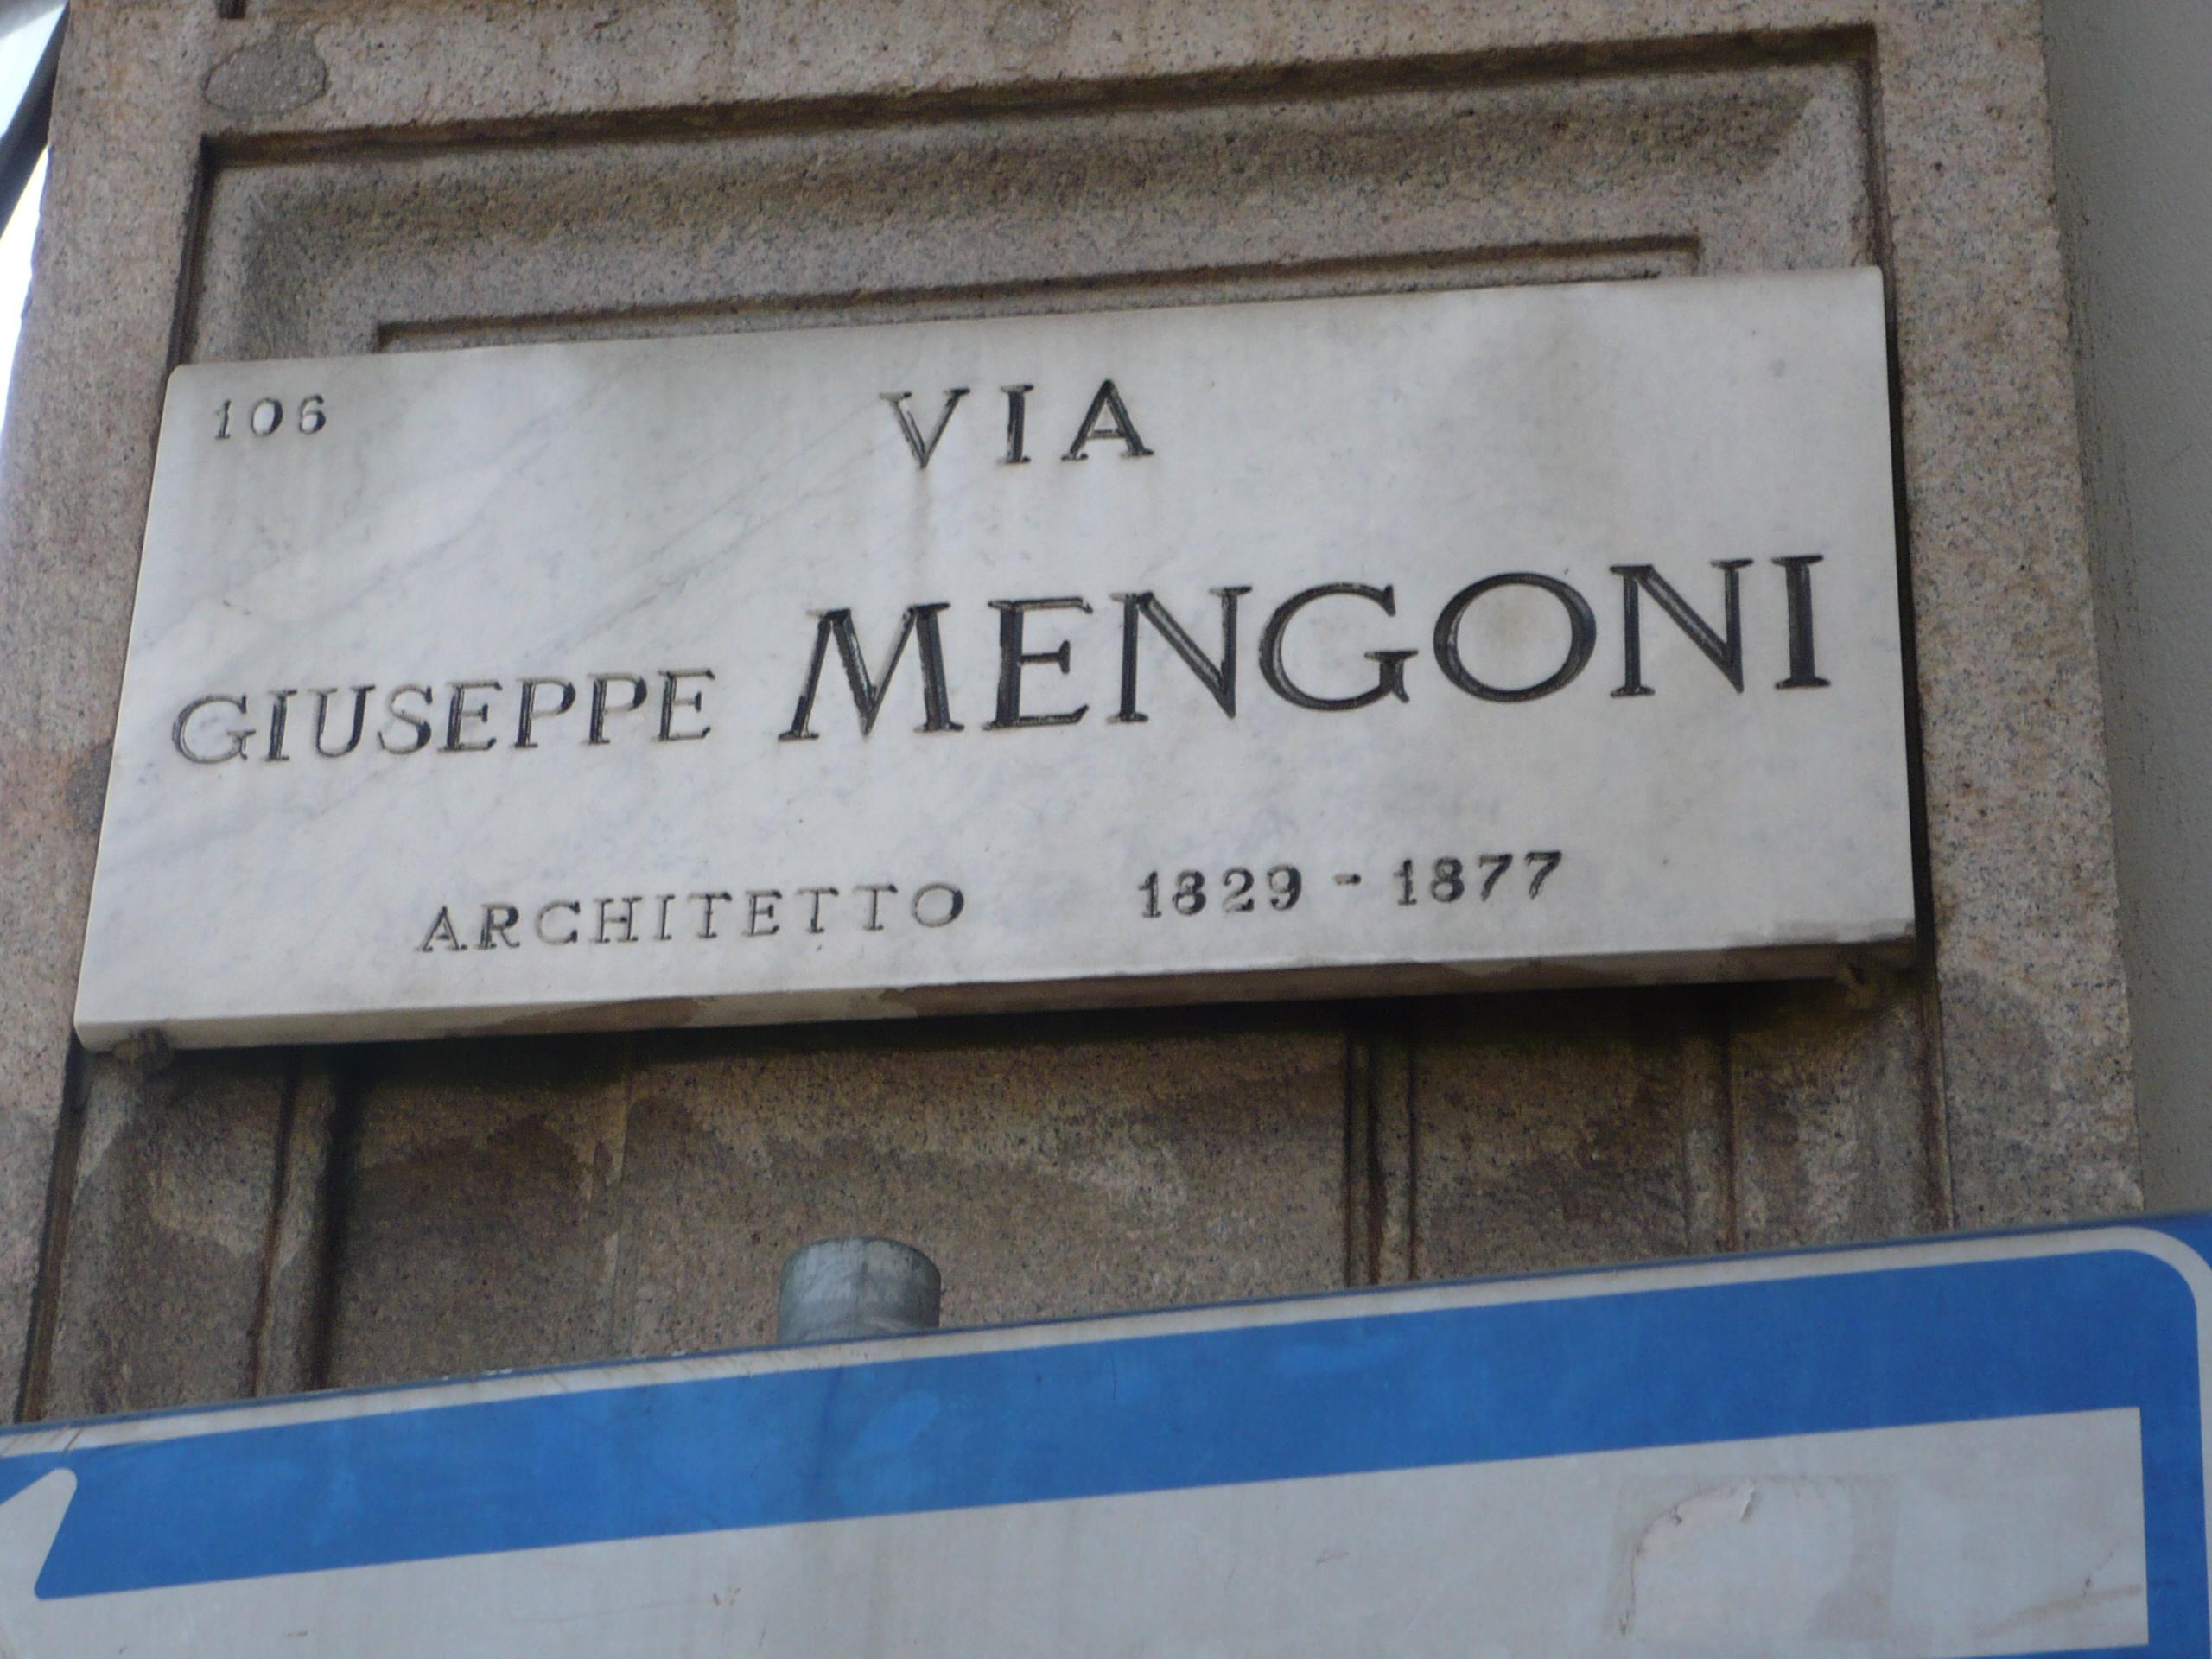 106
VIA
GIUSEPPE MENGONI
ARCHITETTO 1829 - 1877